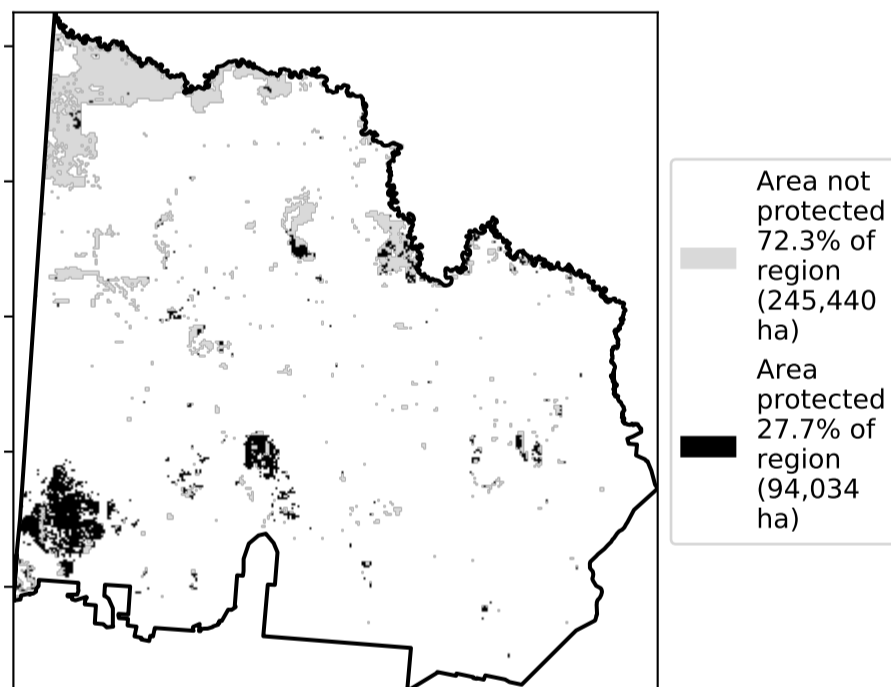 Area not
protected
72.3% of
region
(245,440
ha)
Area
protected
27.7% of
region
(94,034
ha)